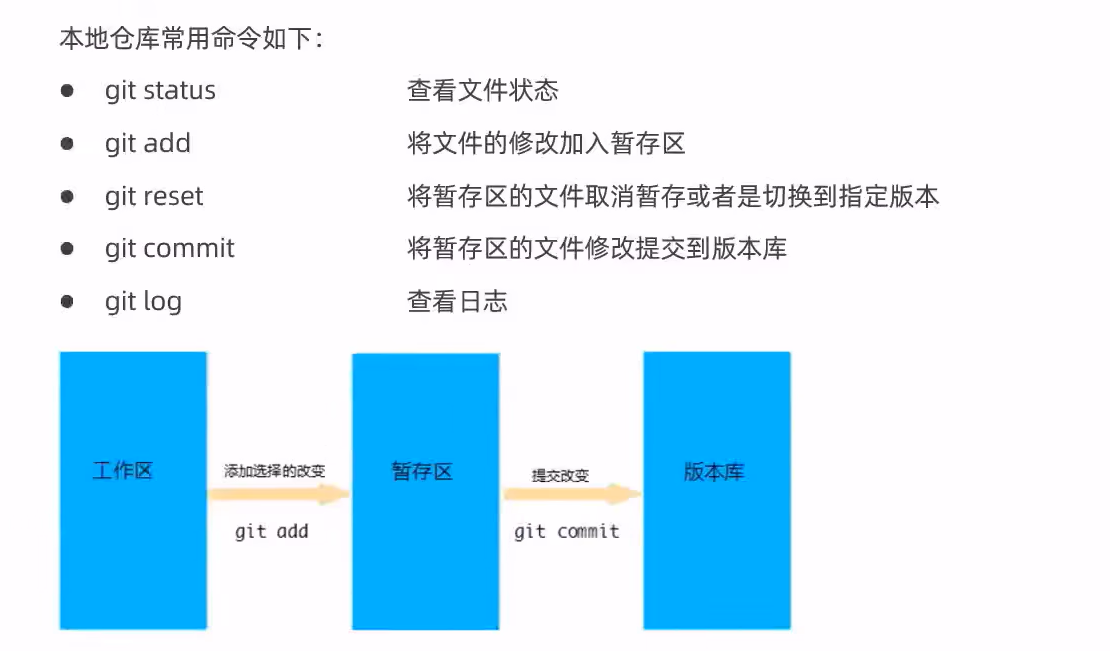 本地仓库常用命令如下：
● git status 查看文件状态
● git add 将文件的修改加入暂存区
● git reset 将暂存区的文件取消暂存或者是切换到指定版本
● git commit 将暂存区的文件修改提交到版本库
● git log 查看日志
工作区
添加选择的改变
git add
暂存区
提交改变
git commit
版本库